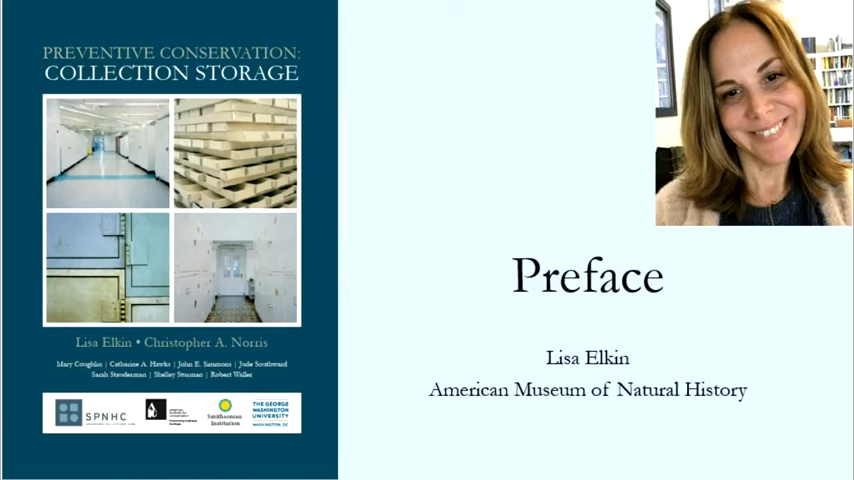 PREVENTIVE CONSERVATION:
COLLECTION STORAGE
Lisa Elkin • Christopher A. Norris
Mary Coughlin | Catharine A. Hawks | John E. Simmons | Jude Southward
Sarah Stauderman | Shelley Sturman | Robert Waller
SPNHC
Smithsonian
Institution
THE GEORGE
WASHINGTON
UNIVERSITY
WASHINGTON, DC
Preface
Lisa Elkin
American Museum of Natural History